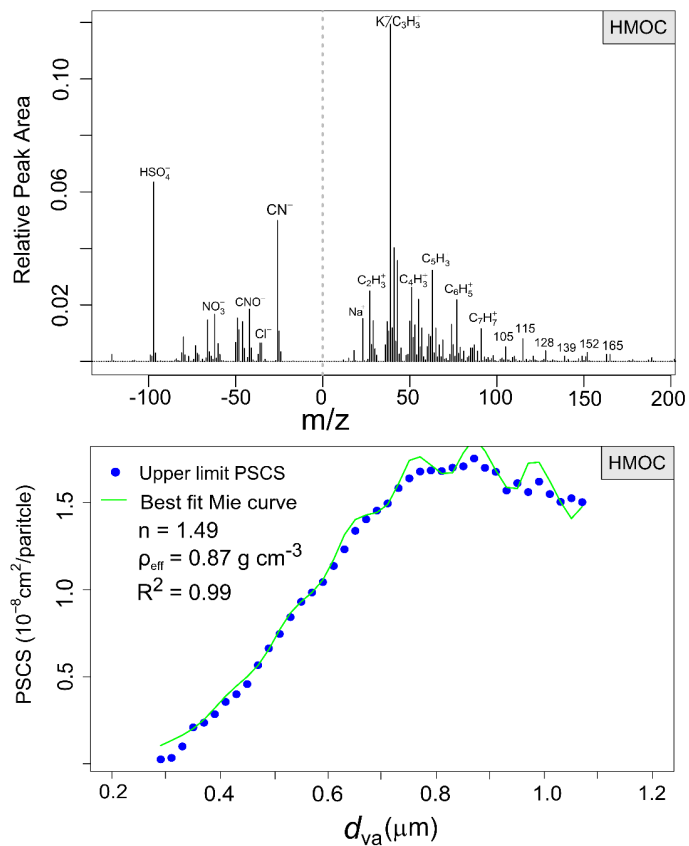 HMOC
K⁺/C₃H₃⁺
HSO₄⁻
CN⁻
C₅H₃
C₂H₃⁺
C₄H₃⁺
C₆H₅⁺
NO₃⁻
CNO⁻
Na⁺
C₇H₇⁺
Cl⁻
105
115
128
139
152
165
0.10
0.06
0.02
Relative Peak Area
-100
-50
0
50
100
150
200
m/z
HMOC
Upper limit PSCS
Best fit Mie curve
n = 1.49
ρeff = 0.87 g cm⁻³
R² = 0.99
1.5
1.0
0.5
PSCS (10⁻⁸cm²/paritcle)
0.2
0.4
0.6
0.8
1.0
1.2
dva(μm)